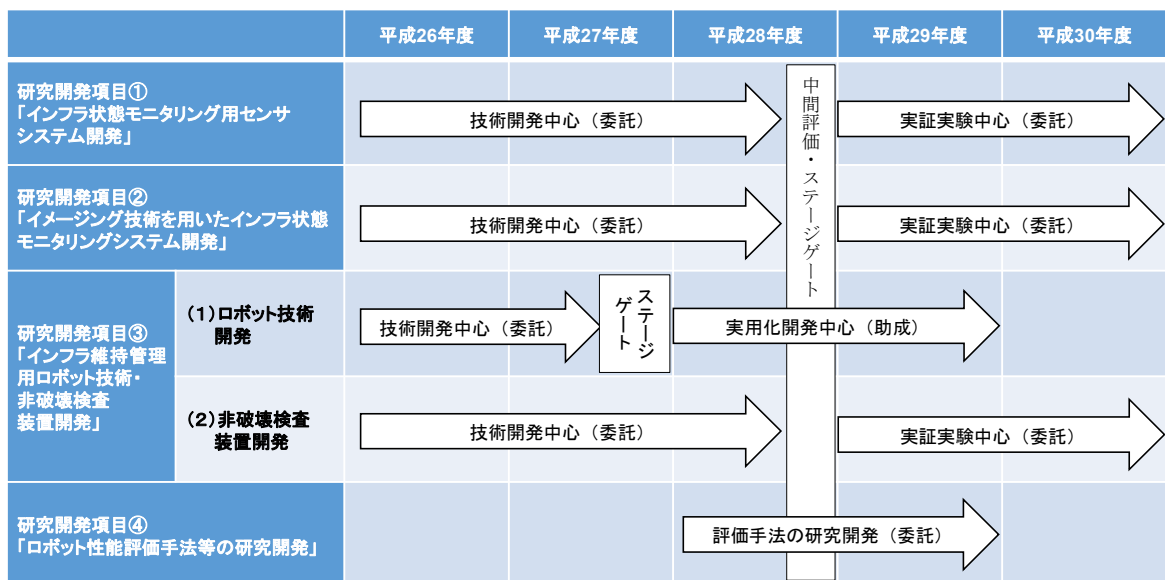 平成26年度
平成27年度
平成28年度
平成29年度
平成30年度
研究開発項目①
「インフラ状態モニタリング用センサ
システム開発」
技術開発中心（委託）
中間評価・ステージゲート
実証実験中心（委託）
研究開発項目②
「イメージング技術を用いたインフラ状態
モニタリングシステム開発」
技術開発中心（委託）
実証実験中心（委託）
研究開発項目③
「インフラ維持管理
用ロボット技術・
非破壊検査
装置開発」
（1）ロボット技術
開発
技術開発中心（委託）
ステージ
ゲート
実用化開発中心（助成）
（2）非破壊検査
装置開発
技術開発中心（委託）
実証実験中心（委託）
研究開発項目④
「ロボット性能評価手法等の研究開発」
評価手法の研究開発（委託）